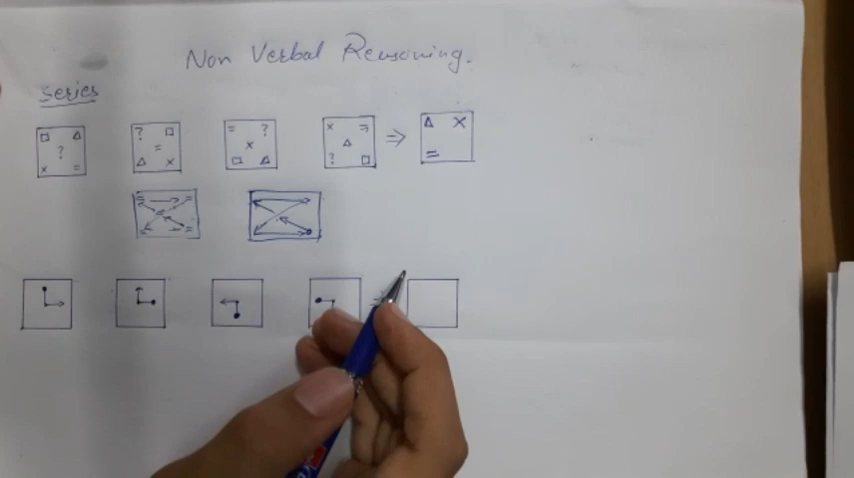 Non Verbal Reasoning.
Series
? x =
? = x
= ? x
x = ?
x
=